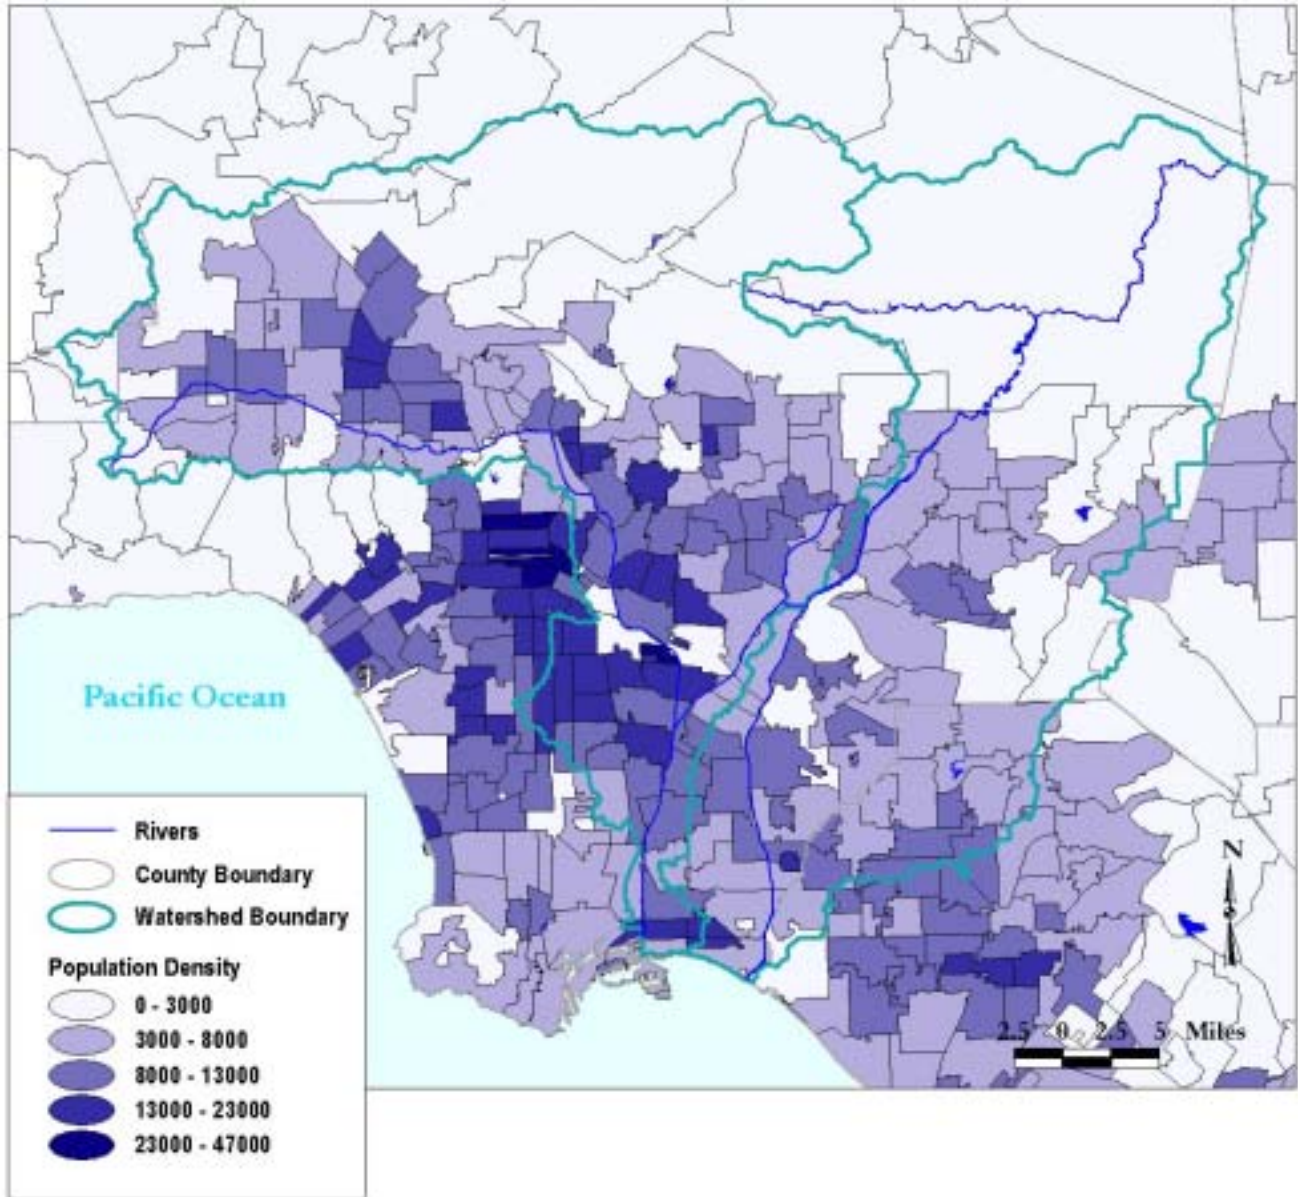 Pacific Ocean
Rivers
County Boundary
Watershed Boundary
Population Density
0 - 3000
3000 - 8000
8000 - 13000
13000 - 23000
23000 - 47000
N
2.5 0 2.5 5 Miles